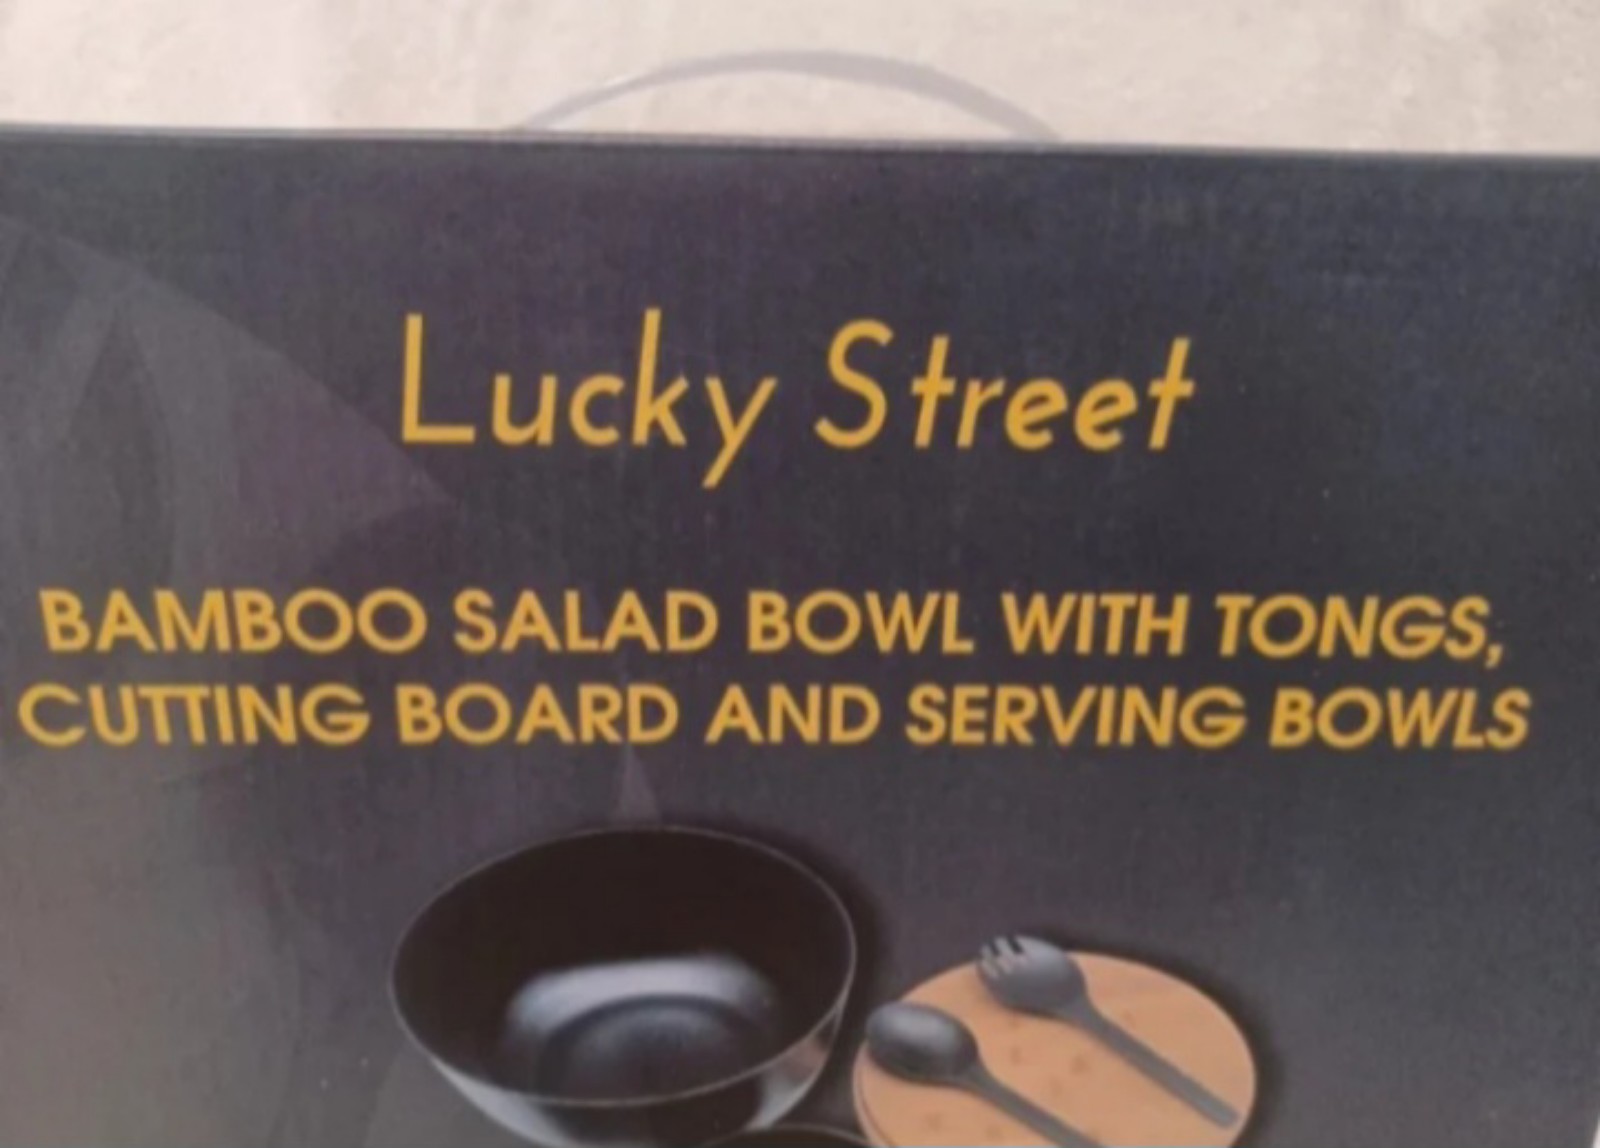 Lucky Street
BAMBOO SALAD BOWL WITH TONGS,
CUTTING BOARD AND SERVING BOWLS